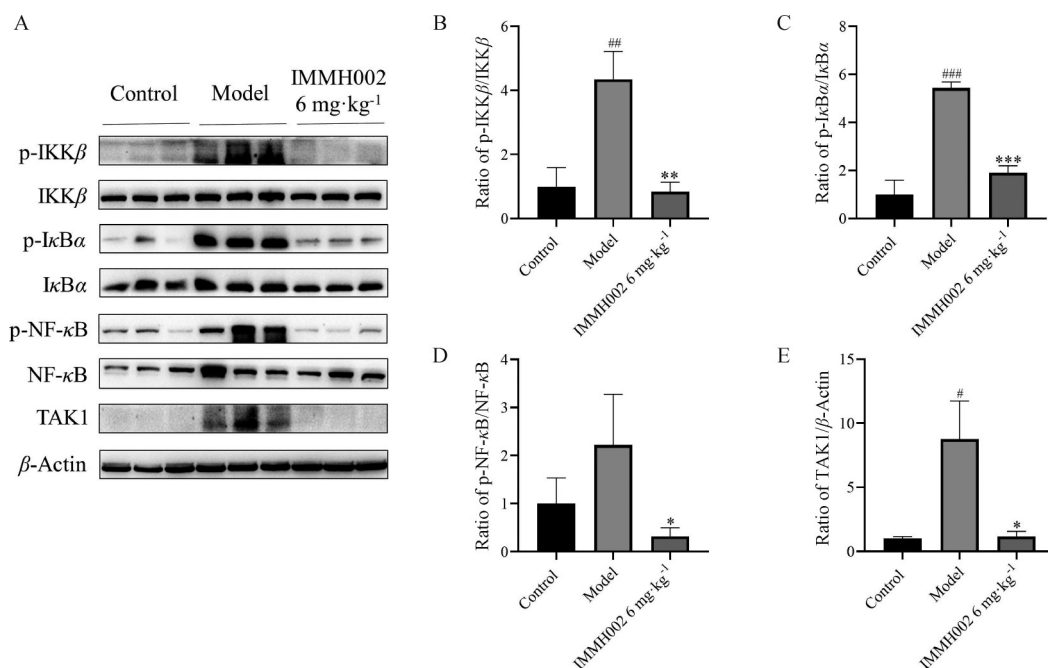 A
Control Model IMMH002
6 mg·kg⁻¹
p-IKKβ
IKKβ
p-IκBα
IκBα
p-NF-κB
NF-κB
TAK1
β-Actin
B
Ratio of p-IKKβ/IKKβ
6
4
2
0
##
**
Control
Model
IMMH002 6 mg·kg⁻¹
C
Ratio of p-IκBα/IκBα
8
6
4
2
0
###
***
Control
Model
IMMH002 6 mg·kg⁻¹
D
Ratio of p-NF-κB/NF-κB
4
3
2
1
0
*
Control
Model
IMMH002 6 mg·kg⁻¹
E
Ratio of TAK1/β-Actin
15
10
5
0
#
*
Control
Model
IMMH002 6 mg·kg⁻¹